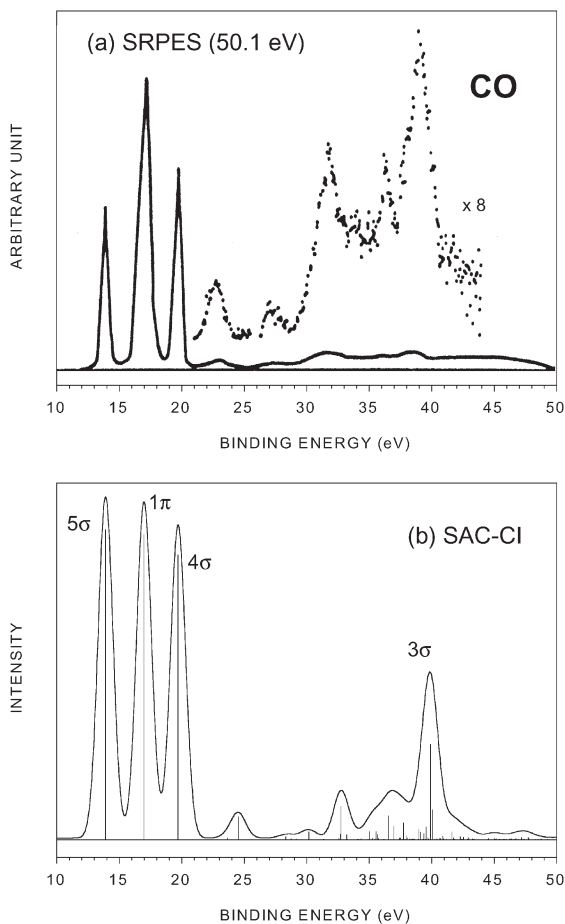 (a) SRPES (50.1 eV)
CO
x 8
ARBITRARY UNIT
10 15 20 25 30 35 40 45 50
BINDING ENERGY (eV)
5σ
1π
4σ
(b) SAC-CI
3σ
INTENSITY
10 15 20 25 30 35 40 45 50
BINDING ENERGY (eV)